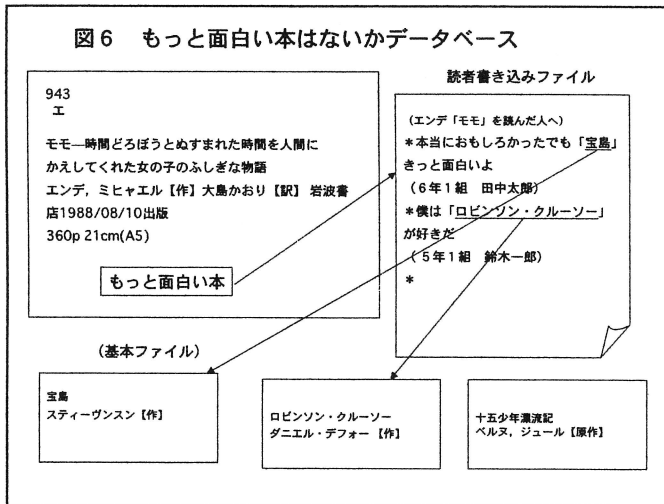 図6 もっと面白い本はないかデータベース
943
エ
モモ―時間どろぼうとぬすまれた時間を人間に
かえしてくれた女の子のふしぎな物語
エンデ, ミヒャエル【作】大島かおり【訳】 岩波書
店1988/08/10出版
360p 21cm(A5)
もっと面白い本
読者書き込みファイル
(エンデ「モモ」を読んだ人へ)
*本当におもしろかったでも「宝島」
きっと面白いよ
(6年1組 田中太郎)
*僕は「ロビンソン・クルーソー」
が好きだ
(5年1組 鈴木一郎)
*
(基本ファイル)
宝島
スティーヴンスン【作】
ロビンソン・クルーソー
ダニエル・デフォー【作】
十五少年漂流記
ベルヌ, ジュール【原作】